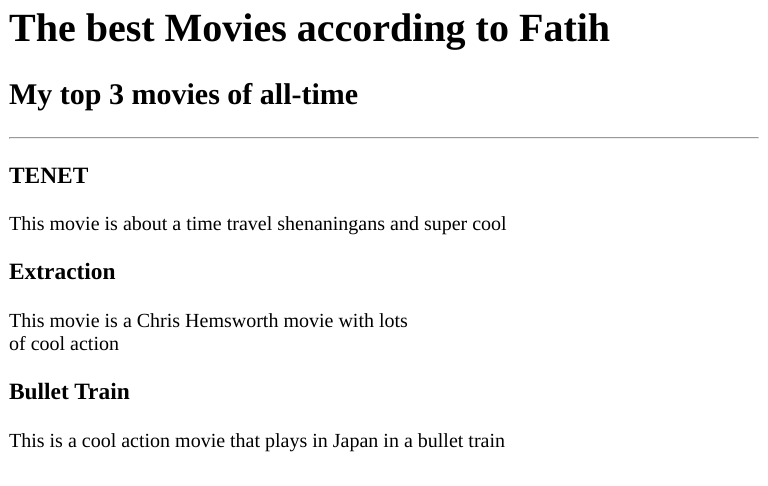 The best Movies according to Fatih
My top 3 movies of all-time
TENET
This movie is about a time travel shenaningans and super cool
Extraction
This movie is a Chris Hemsworth movie with lots
of cool action
Bullet Train
This is a cool action movie that plays in Japan in a bullet train